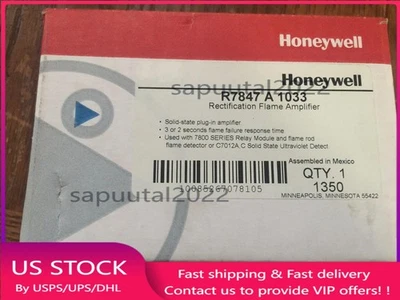 Honeywell
Honeywell
sapuutal2022
R7847 A 1033
Rectification Flame Amplifier
• Solid-state plug-in amplifier
• 3 or 2 seconds flame failure response time
• Used with 7800 SERIES Relay Module and flame rod
flame detector or C7012A,C Solid State Ultraviolet Detect
Assembled in Mexico
sapuutal2022
QTY. 1
10085267078105
1350
MINNEAPOLIS, MINNESOTA 55422
US STOCK
By USPS/UPS/DHL
Fast shipping & Fast delivery
Contact us to provide VIP offers! !